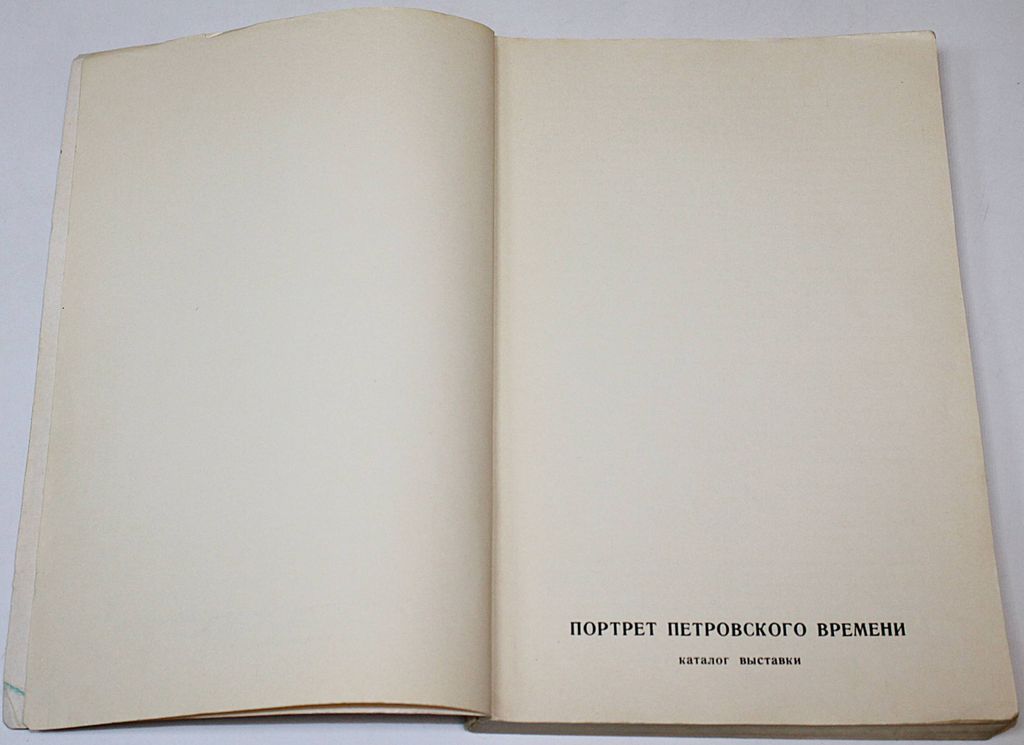 ПОРТРЕТ ПЕТРОВСКОГО ВРЕМЕНИ
каталог выставки